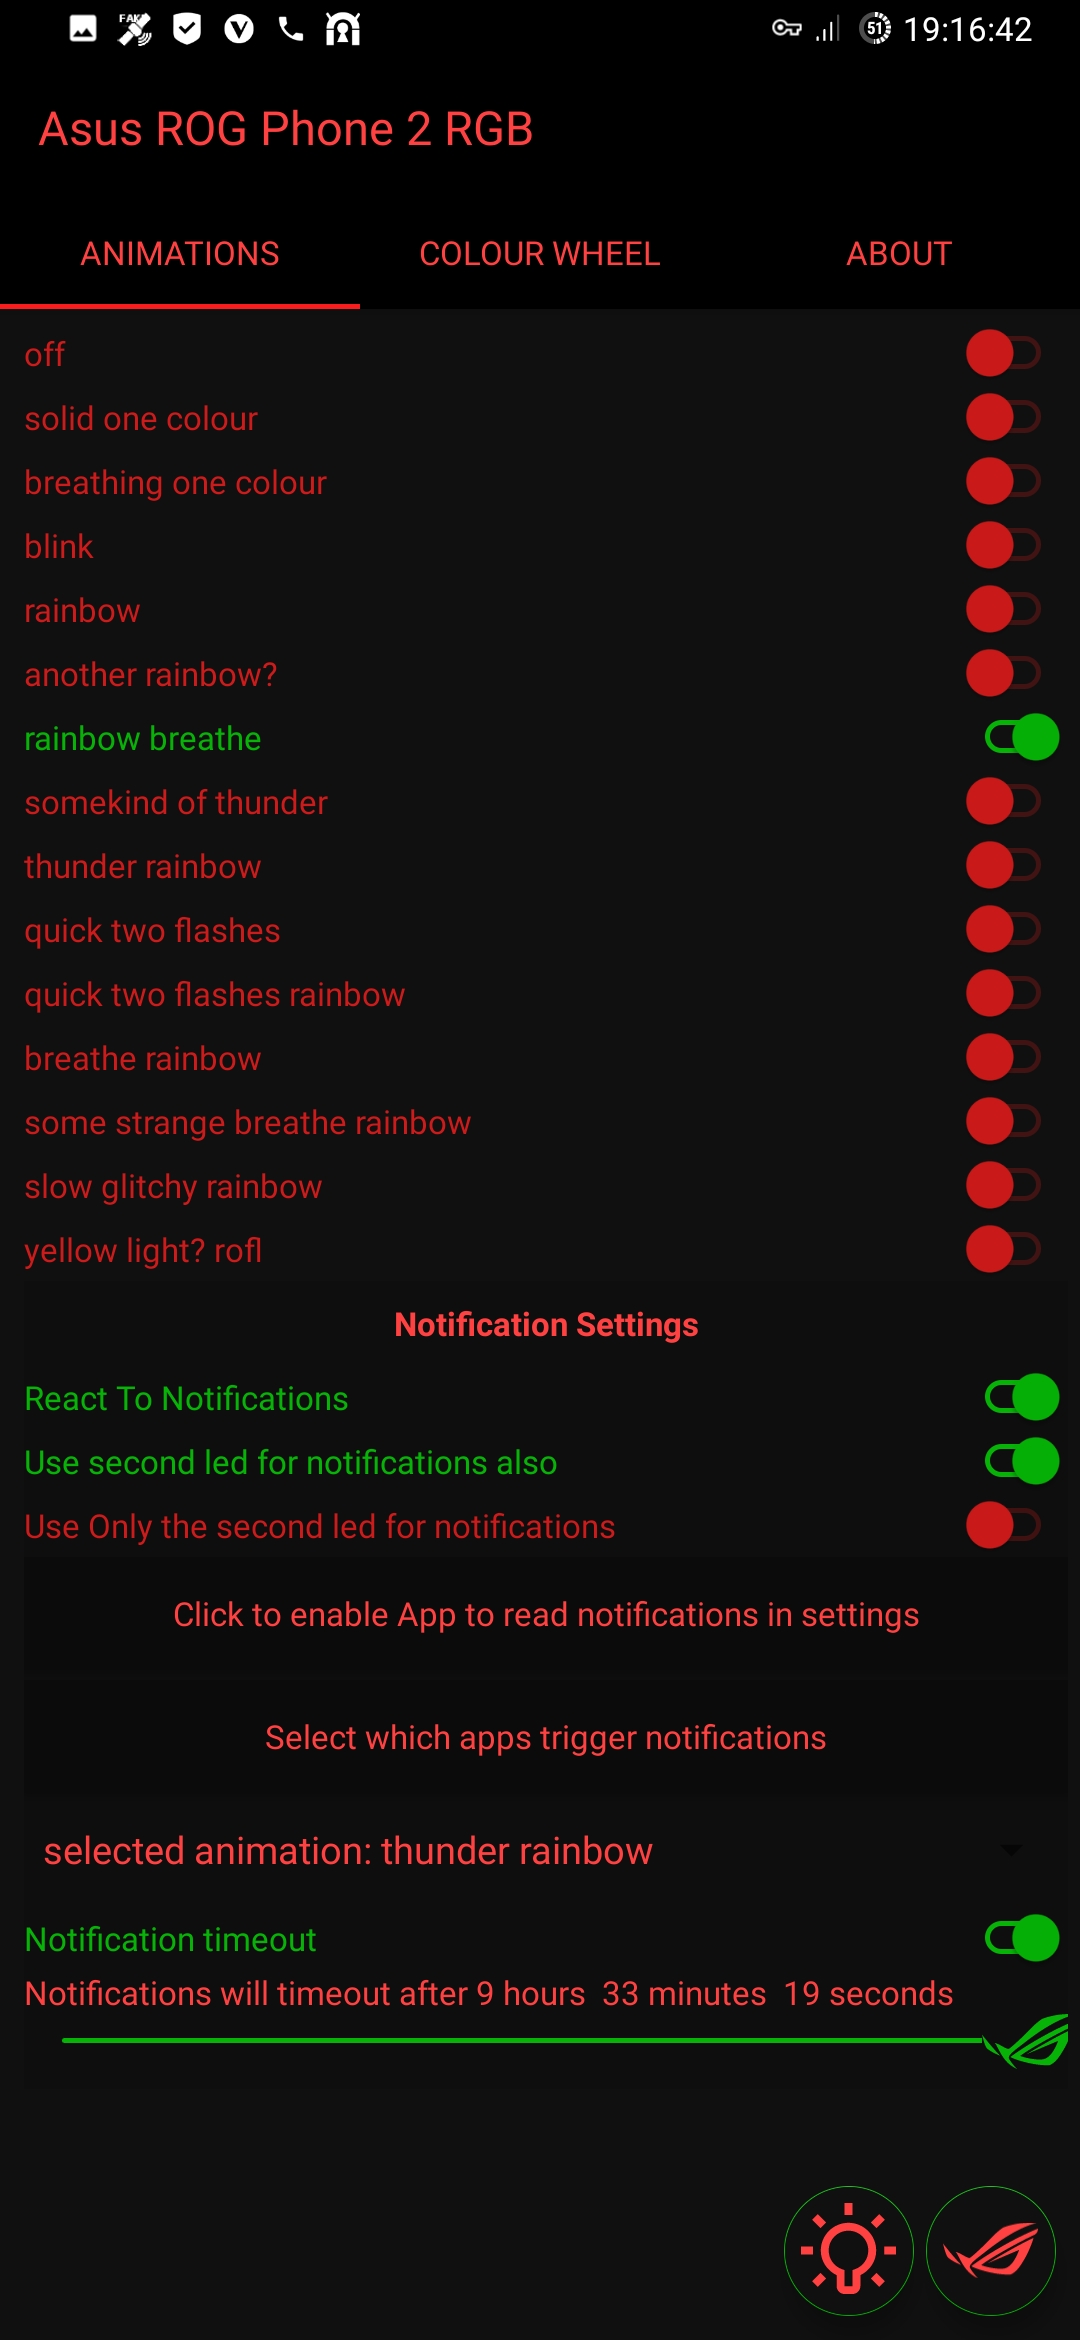 FAKE
51 19:16:42
Asus ROG Phone 2 RGB
ANIMATIONS COLOUR WHEEL ABOUT
off
solid one colour
breathing one colour
blink
rainbow
another rainbow?
rainbow breathe
somekind of thunder
thunder rainbow
quick two flashes
quick two flashes rainbow
breathe rainbow
some strange breathe rainbow
slow glitchy rainbow
yellow light? rofl
Notification Settings
React To Notifications
Use second led for notifications also
Use Only the second led for notifications
Click to enable App to read notifications in settings
Select which apps trigger notifications
selected animation: thunder rainbow
Notification timeout
Notifications will timeout after 9 hours  33 minutes  19 seconds